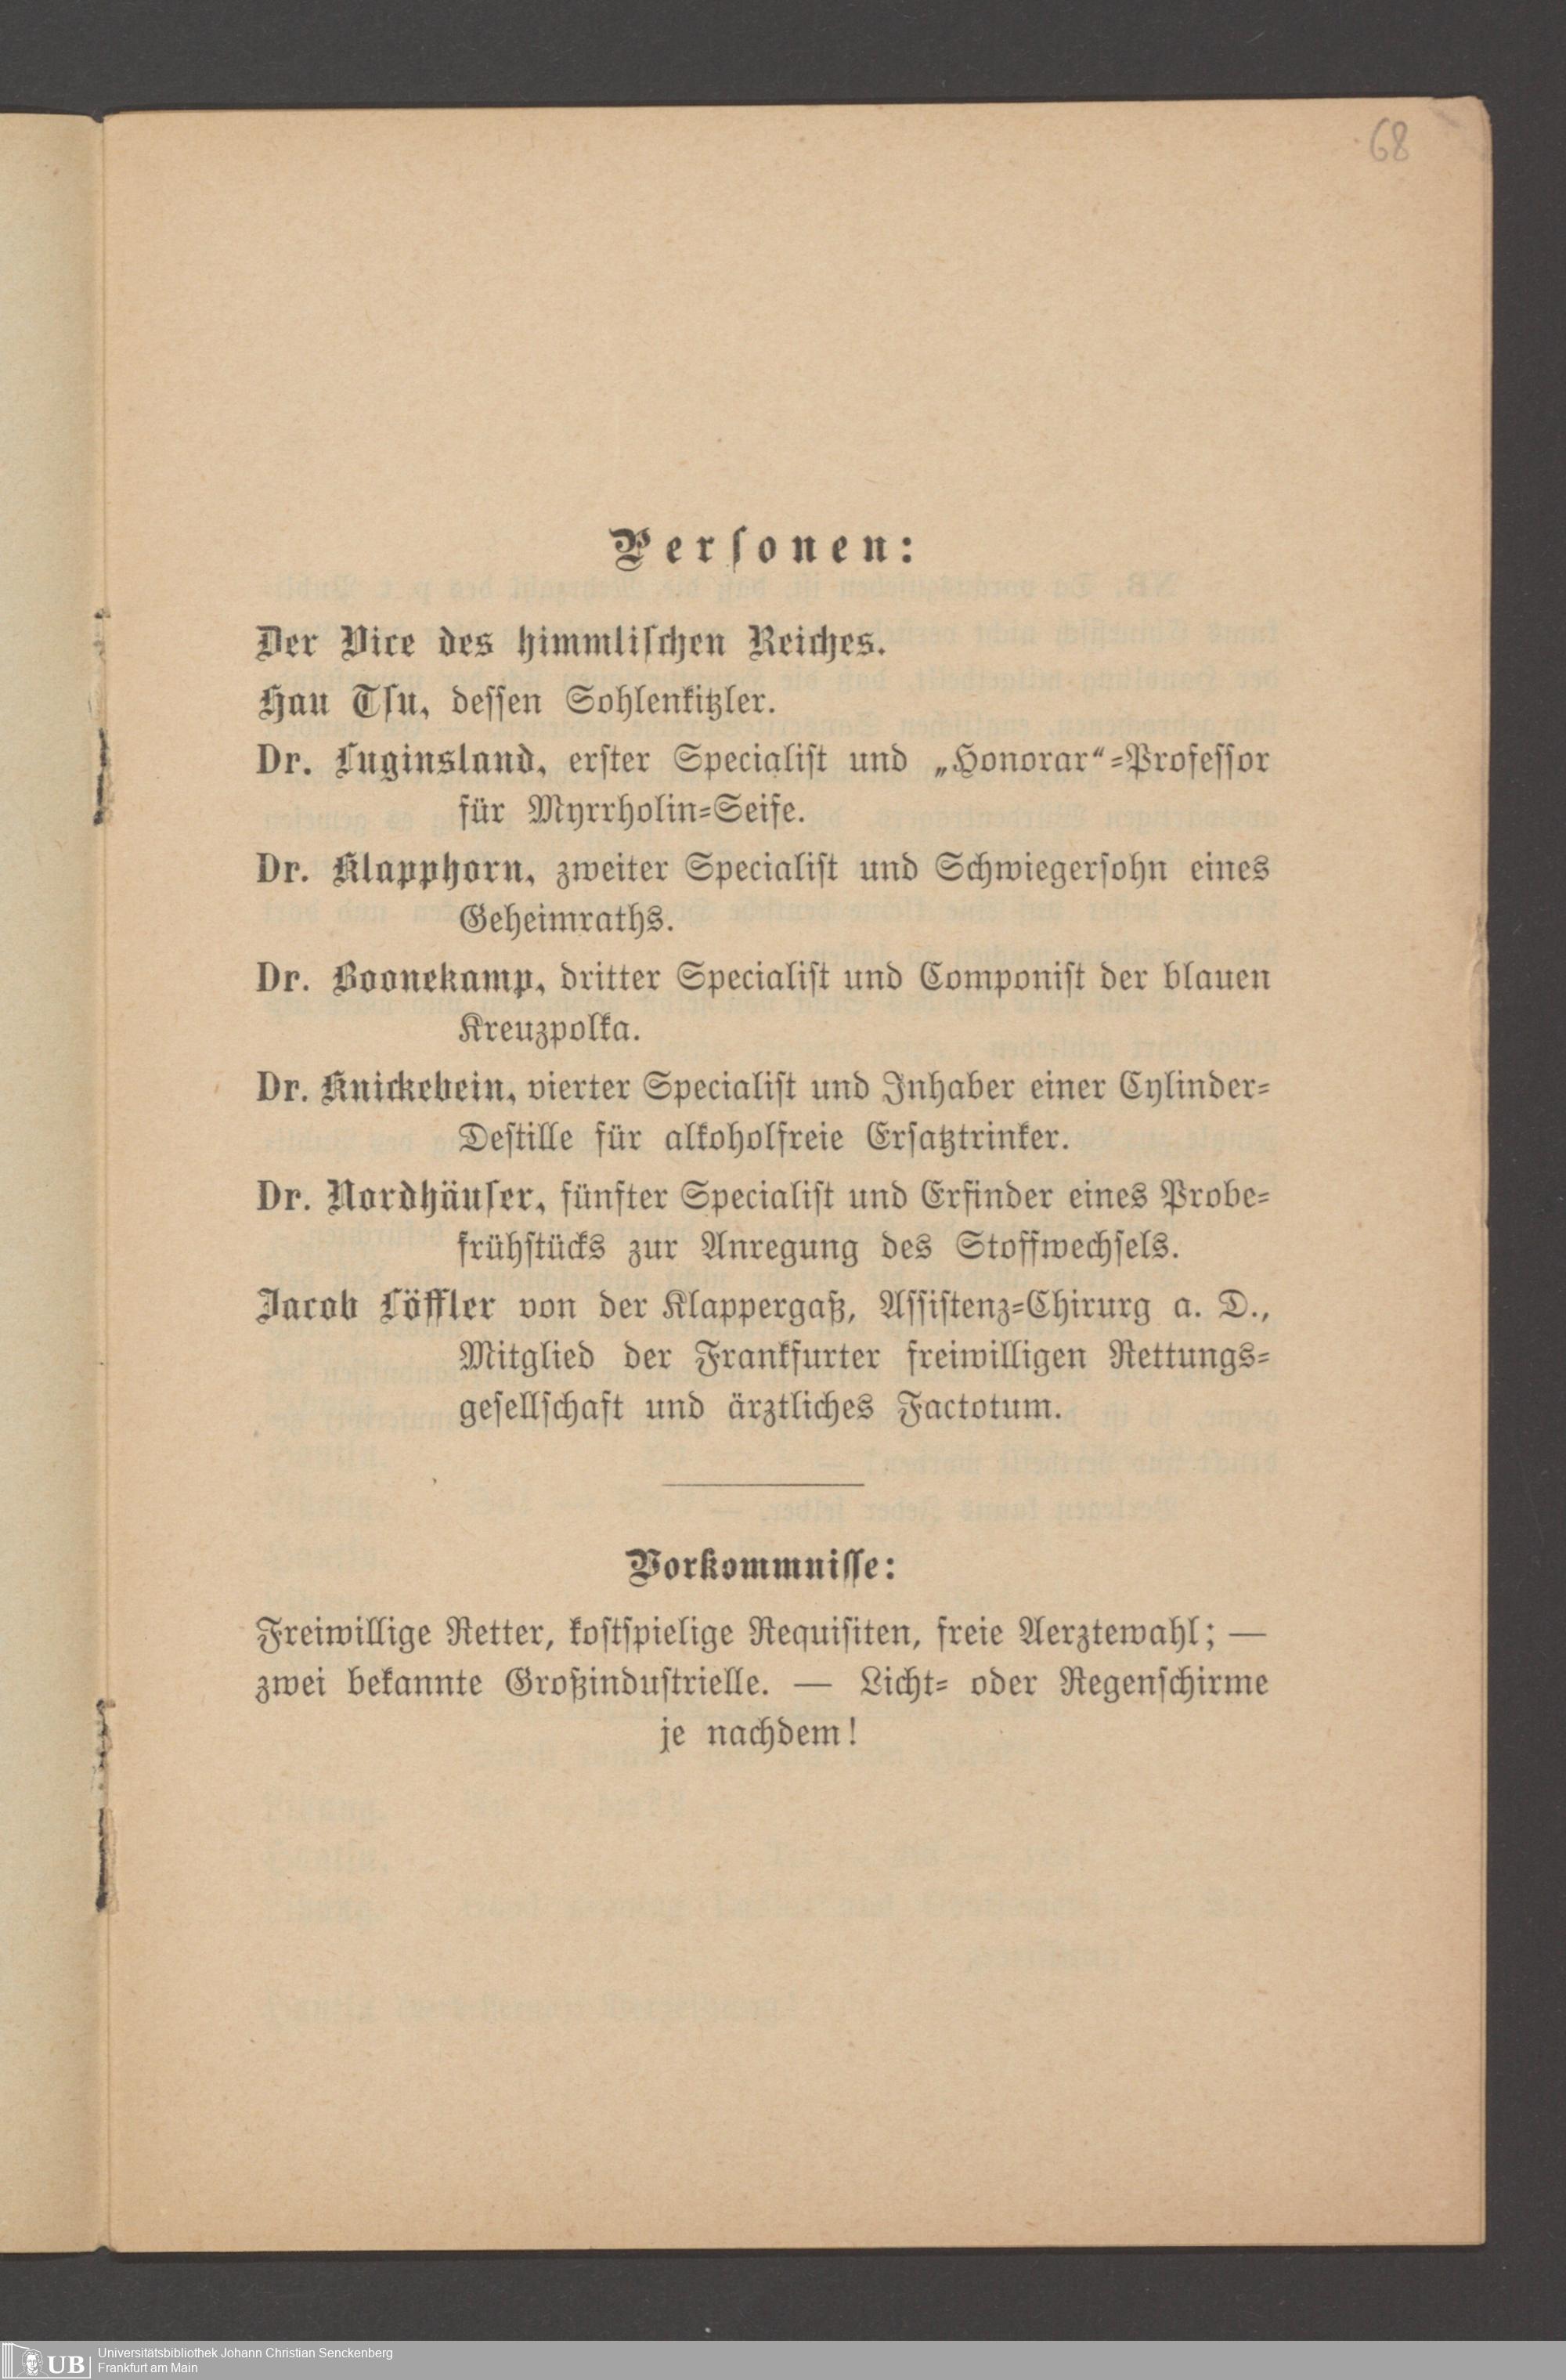 68
Personen:
Der Vice des himmlischen Reiches.
Hau Tsu, dessen Sohlenkitzler.
Dr. Luginsland, erster Specialist und „Honorar“-Professor
für Myrrholin-Seife.
Dr. Klapphorn, zweiter Specialist und Schwiegersohn eines
Geheimraths.
Dr. Boonekamp, dritter Specialist und Componist der blauen
Kreuzpolka.
Dr. Knickebein, vierter Specialist und Inhaber einer Cylinder-
Destille für alkoholfreie Ersatztrinker.
Dr. Nordhäuser, fünfter Specialist und Erfinder eines Probe-
frühstücks zur Anregung des Stoffwechsels.
Jacob Löffler von der Klappergaß, Assistenz-Chirurg a. D.,
Mitglied der Frankfurter freiwilligen Rettungs-
gesellschaft und ärztliches Factotum.
Vorkommnisse:
Freiwillige Retter, kostspielige Requisiten, freie Aerztewahl; —
zwei bekannte Großindustrielle. — Licht- oder Regenschirme
je nachdem!
UB
Universitätsbibliothek Johann Christian Senckenberg
Frankfurt am Main